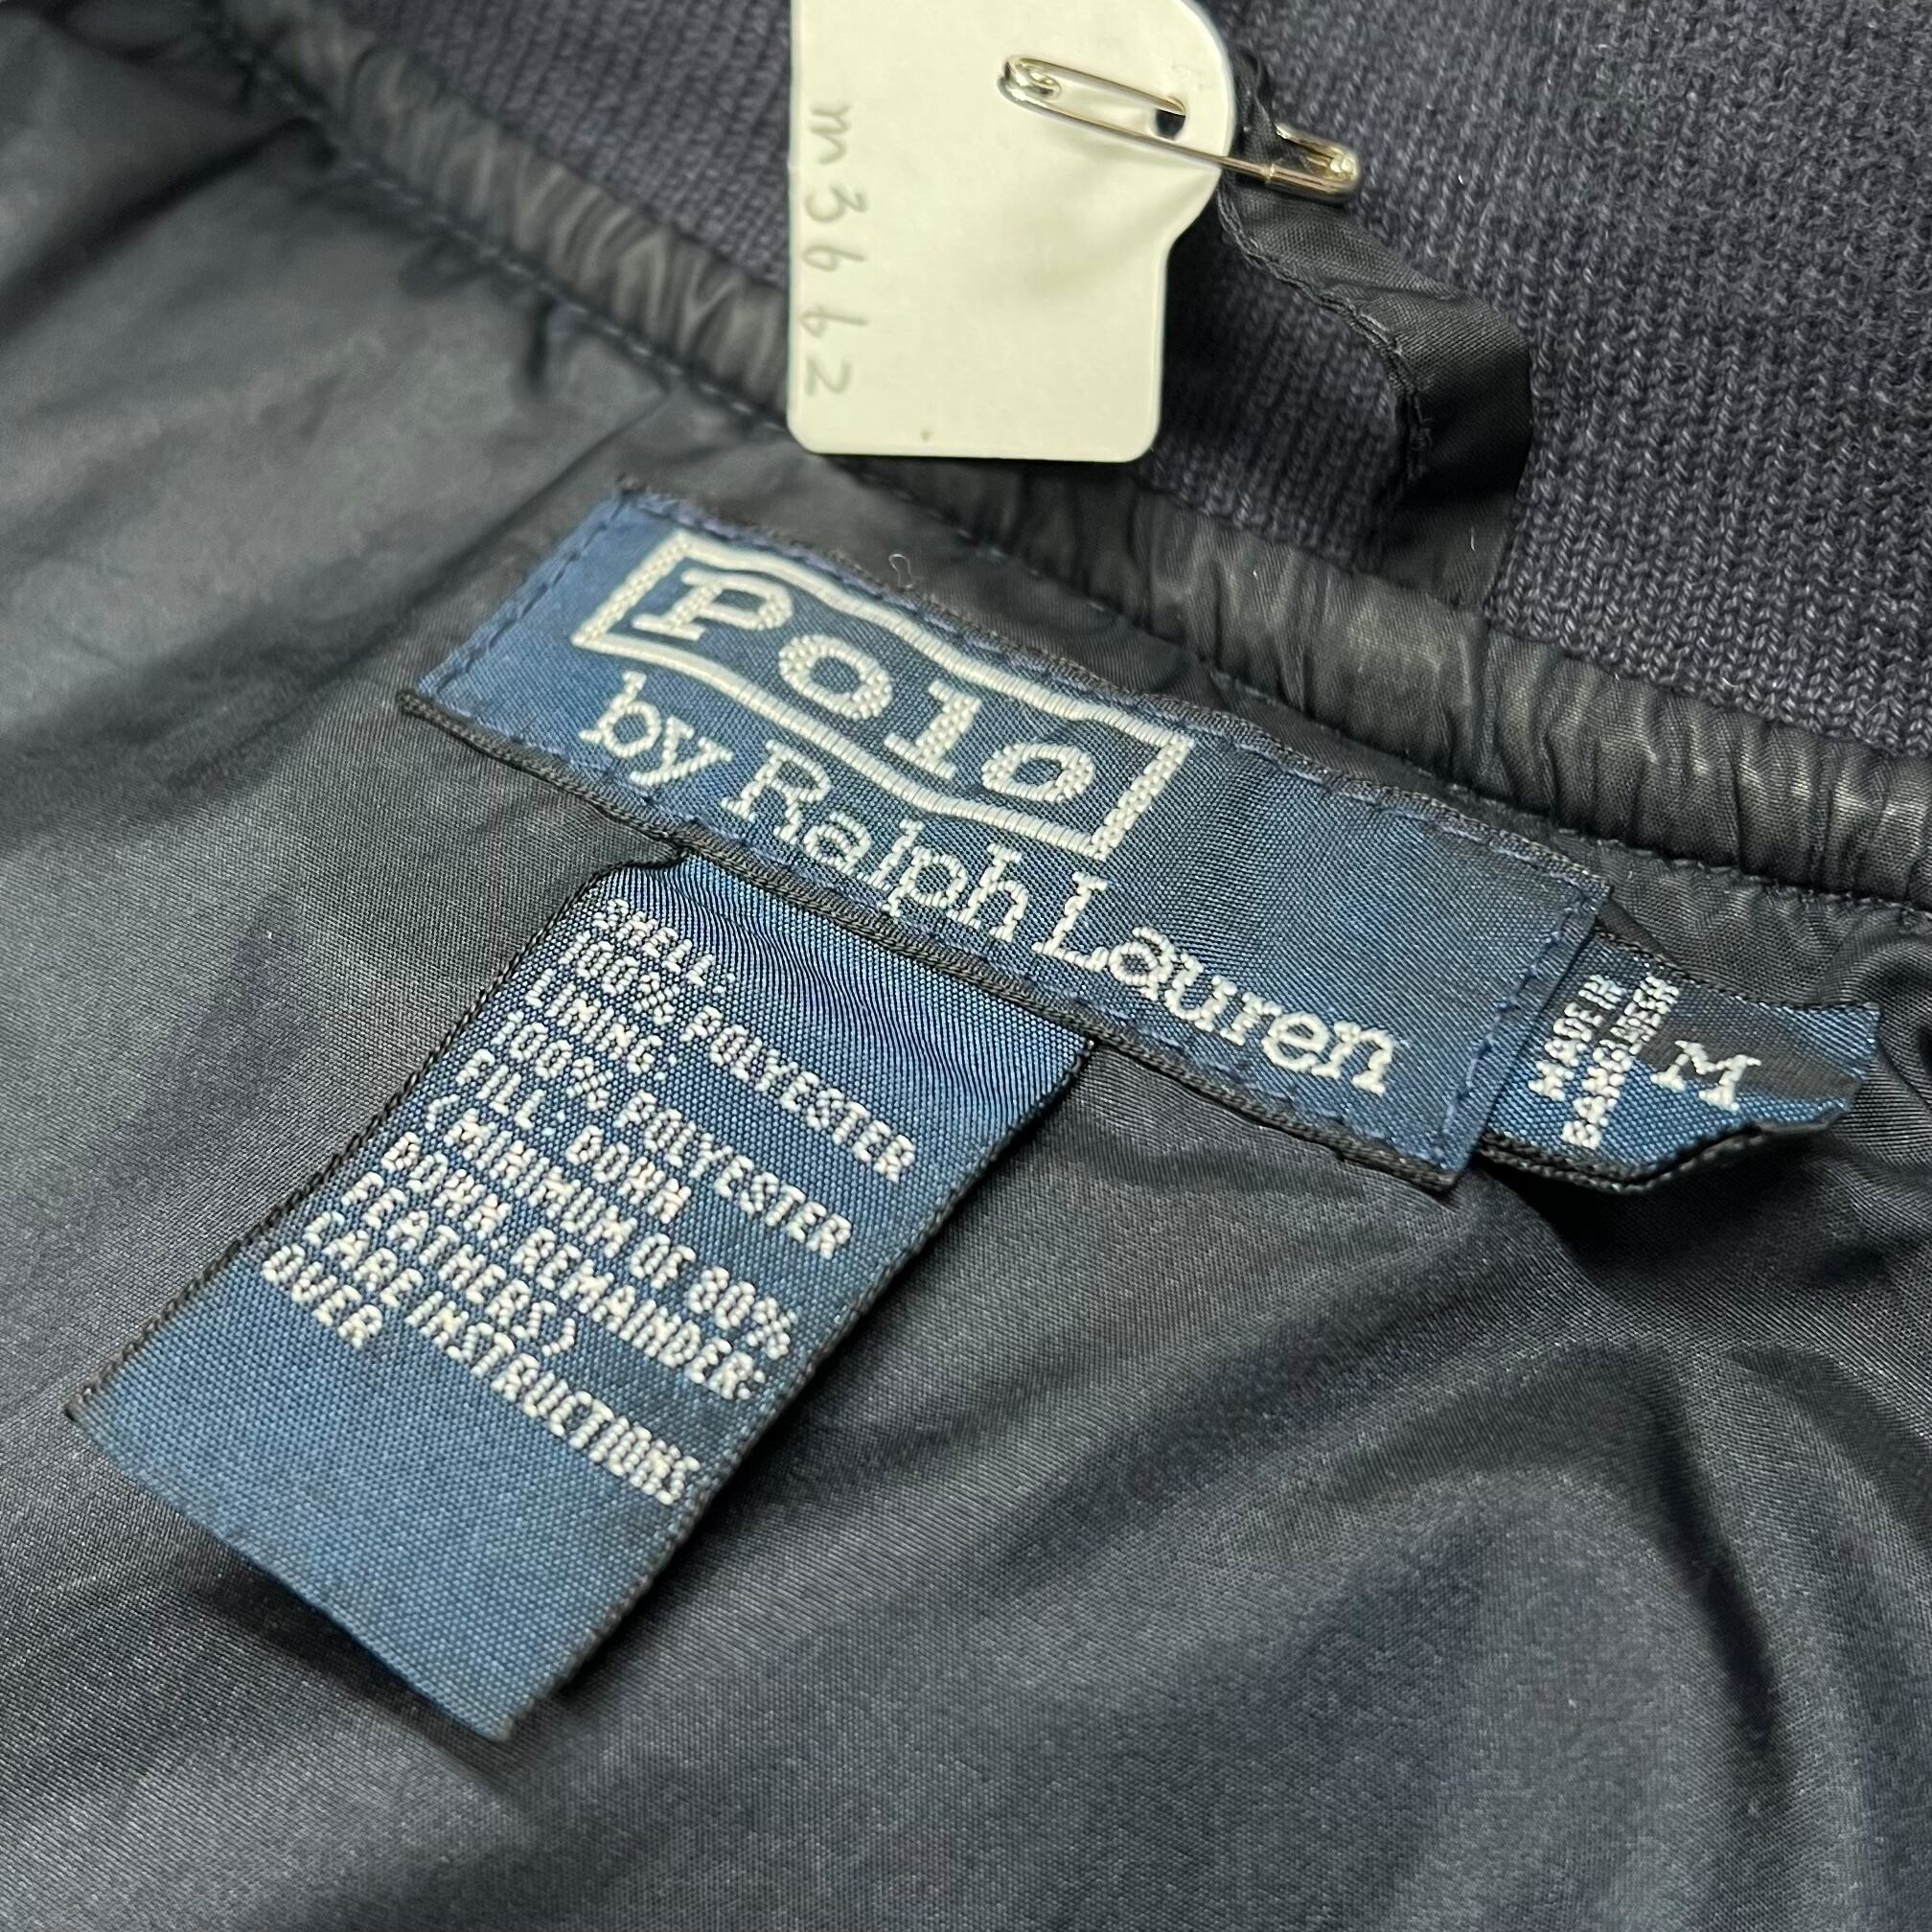 m3662
Polo
by Ralph Lauren
MADE IN
BANGLADESH
M
SHELL:
100% POLYESTER
LINING:
100% POLYESTER
FILL: DOWN
(MINIMUM OF 80%
DOWN, REMAINDER:
FEATHERS)
CARE INSTRUCTIONS
OVER